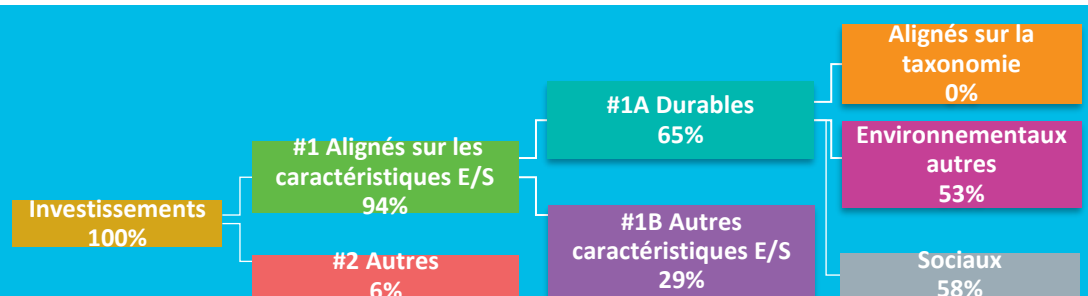 Investissements
100%
#1 Alignés sur les
caractéristiques E/S
94%
#2 Autres
6%
#1A Durables
65%
#1B Autres
caractéristiques E/S
29%
Alignés sur la
taxonomie
0%
Environnementaux
autres
53%
Sociaux
58%